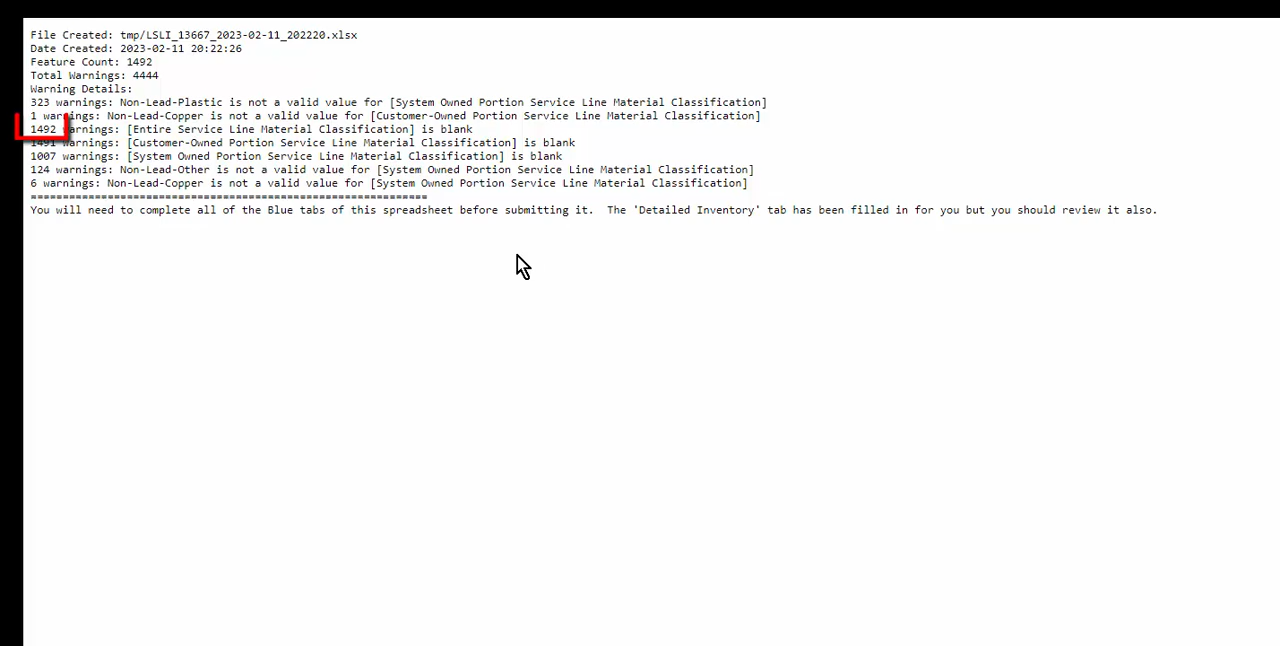 File Created: tmp/LSLI_13667_2023-02-11_202220.xlsx
Date Created: 2023-02-11 20:22:26
Feature Count: 1492
Total Warnings: 4444
Warning Details:
323 warnings: Non-Lead-Plastic is not a valid value for [System Owned Portion Service Line Material Classification]
1 warnings: Non-Lead-Copper is not a valid value for [Customer-Owned Portion Service Line Material Classification]
1492 warnings: [Entire Service Line Material Classification] is blank
1491 warnings: [Customer-Owned Portion Service Line Material Classification] is blank
1007 warnings: [System Owned Portion Service Line Material Classification] is blank
124 warnings: Non-Lead-Other is not a valid value for [System Owned Portion Service Line Material Classification]
6 warnings: Non-Lead-Copper is not a valid value for [System Owned Portion Service Line Material Classification]
==============================================================
You will need to complete all of the Blue tabs of this spreadsheet before submitting it.  The 'Detailed Inventory' tab has been filled in for you but you should review it also.